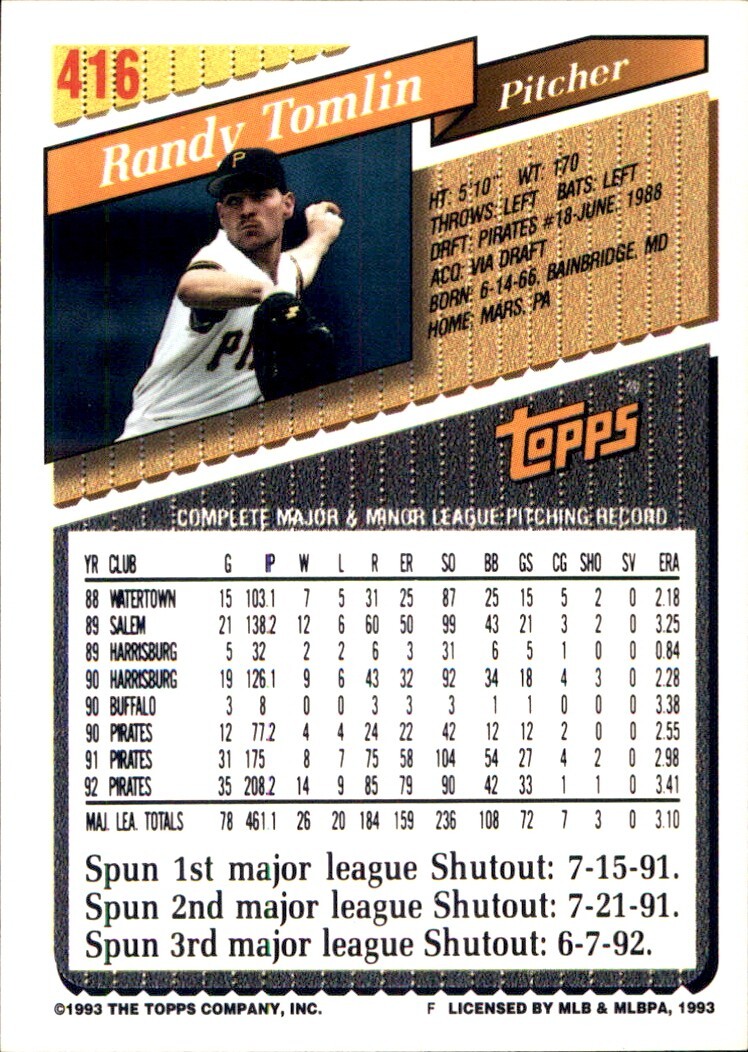 416
Randy Tomlin
Pitcher
P
PI
HT: 5'10" WT: 170
THROWS: LEFT BATS: LEFT
DRFT: PIRATES #18-JUNE, 1988
ACQ: VIA DRAFT
BORN: 6-14-66, BAINBRIDGE, MD
HOME: MARS, PA
TOPPS®
COMPLETE MAJOR & MINOR LEAGUE PITCHING RECORD
YR CLUB G IP W L R ER SO BB GS CG SHO SV ERA
88 WATERTOWN 15 103.1 7 5 31 25 87 25 15 5 2 0 2.18
89 SALEM 21 138.2 12 6 60 50 99 43 21 3 2 0 3.25
89 HARRISBURG 5 32 2 2 6 3 31 6 5 1 0 0 0.84
90 HARRISBURG 19 126.1 9 6 43 32 92 34 18 4 3 0 2.28
90 BUFFALO 3 8 0 0 3 3 3 1 1 0 0 0 3.38
90 PIRATES 12 77.2 4 4 24 22 42 12 12 2 0 0 2.55
91 PIRATES 31 175 8 7 75 58 104 54 27 4 2 0 2.98
92 PIRATES 35 208.2 14 9 85 79 90 42 33 1 1 0 3.41
MAJ. LEA. TOTALS 78 461.1 26 20 184 159 236 108 72 7 3 0 3.10
Spun 1st major league Shutout: 7-15-91.
Spun 2nd major league Shutout: 7-21-91.
Spun 3rd major league Shutout: 6-7-92.
©1993 THE TOPPS COMPANY, INC. F LICENSED BY MLB & MLBPA, 1993